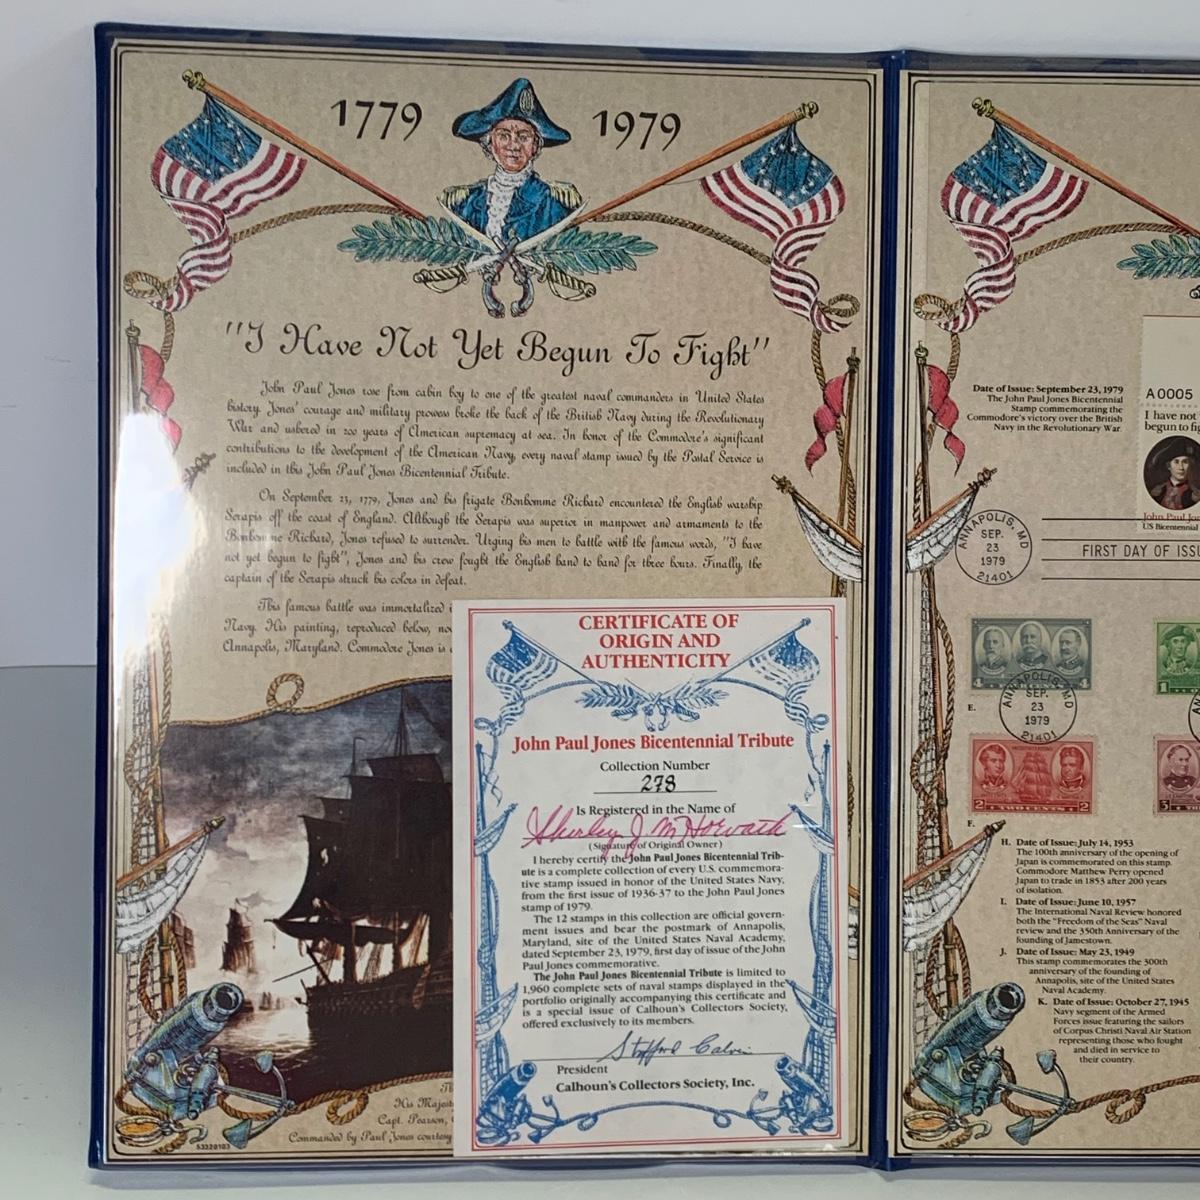 1779 1979
"I Have Not Yet Begun To Fight"
John Paul Jones rose from cabin boy to one of the greatest naval commanders in United States
history. Jones' courage and military prowess broke the back of the British Navy during the Revolutionary
War and ushered in 200 years of American supremacy at sea. In honor of the Commodore's significant
contributions to the development of the American Navy, every naval stamp issued by the Postal Service is
included in this John Paul Jones Bicentennial Tribute.
On September 23, 1779, Jones and his frigate Bonhomme Richard encountered the English warship
Serapis off the coast of England. Although the Serapis was superior in manpower and armaments to the
Bonhomme Richard, Jones refused to surrender. Urging his men to battle with the famous words, "I have
not yet begun to fight", Jones and his crew fought the English hand to hand for three hours. Finally, the
captain of the Serapis struck his colors in defeat.
This famous battle was immortalized
Navy. His painting, reproduced below,
Annapolis, Maryland. Commodore Jones is
His
Capt. Pearson,
Commanded by Paul Jones courtesy
53320103
CERTIFICATE OF
ORIGIN AND
AUTHENTICITY
John Paul Jones Bicentennial Tribute
Collection Number
278
Is Registered in the Name of
Shirley J. McHorvath
(Signature of Original Owner)
I hereby certify the John Paul Jones Bicentennial Trib-
ute is a complete collection of every U.S. commemora-
tive stamp issued in honor of the United States Navy,
from the first issue of 1936-37 to the John Paul Jones
stamp of 1979.
The 12 stamps in this collection are official govern-
ment issues and bear the postmark of Annapolis,
Maryland, site of the United States Naval Academy,
dated September 23, 1979, first day of issue of the John
Paul Jones commemorative.
The John Paul Jones Bicentennial Tribute is limited to
1,960 complete sets of naval stamps displayed in the
portfolio originally accompanying this certificate and
is a special issue of Calhoun's Collectors Society,
offered exclusively to its members.
Stafford Calvin
President
Calhoun's Collectors Society, Inc.
Date of Issue: September 23, 1979
The John Paul Jones Bicentennial
Stamp commemorating the
Commodore's victory over the British
Navy in the Revolutionary War.
A0005
I have not
begun to
John Paul
US Bicentennial
ANNAPOLIS, MD
SEP.
23
1979
21401
FIRST DAY OF
4 4
1
ANNAPOLIS, MD
SEP.
23
1979
21401
E.
2 TWO CENTS 2
3
F.
H. Date of Issue: July 14, 1953
The 100th anniversary of the opening of
Japan is commemorated on this stamp.
Commodore Matthew Perry opened
Japan to trade in 1853 after 200 years
of isolation.
I. Date of Issue: June 10, 1957
The International Naval Review honored
both the "Freedom of the Seas" Naval
review and the 350th Anniversary of the
founding of Jamestown.
J. Date of Issue: May 23, 1949
This stamp commemorates the 300th
anniversary of the founding of
Annapolis, site of the United States
Naval Academy.
K. Date of Issue: October 27, 1945
Navy segment of the Armed
Forces issue featuring the sailors
of Corpus Christi Naval Air Station
representing those who fought
and died in service to
their country.